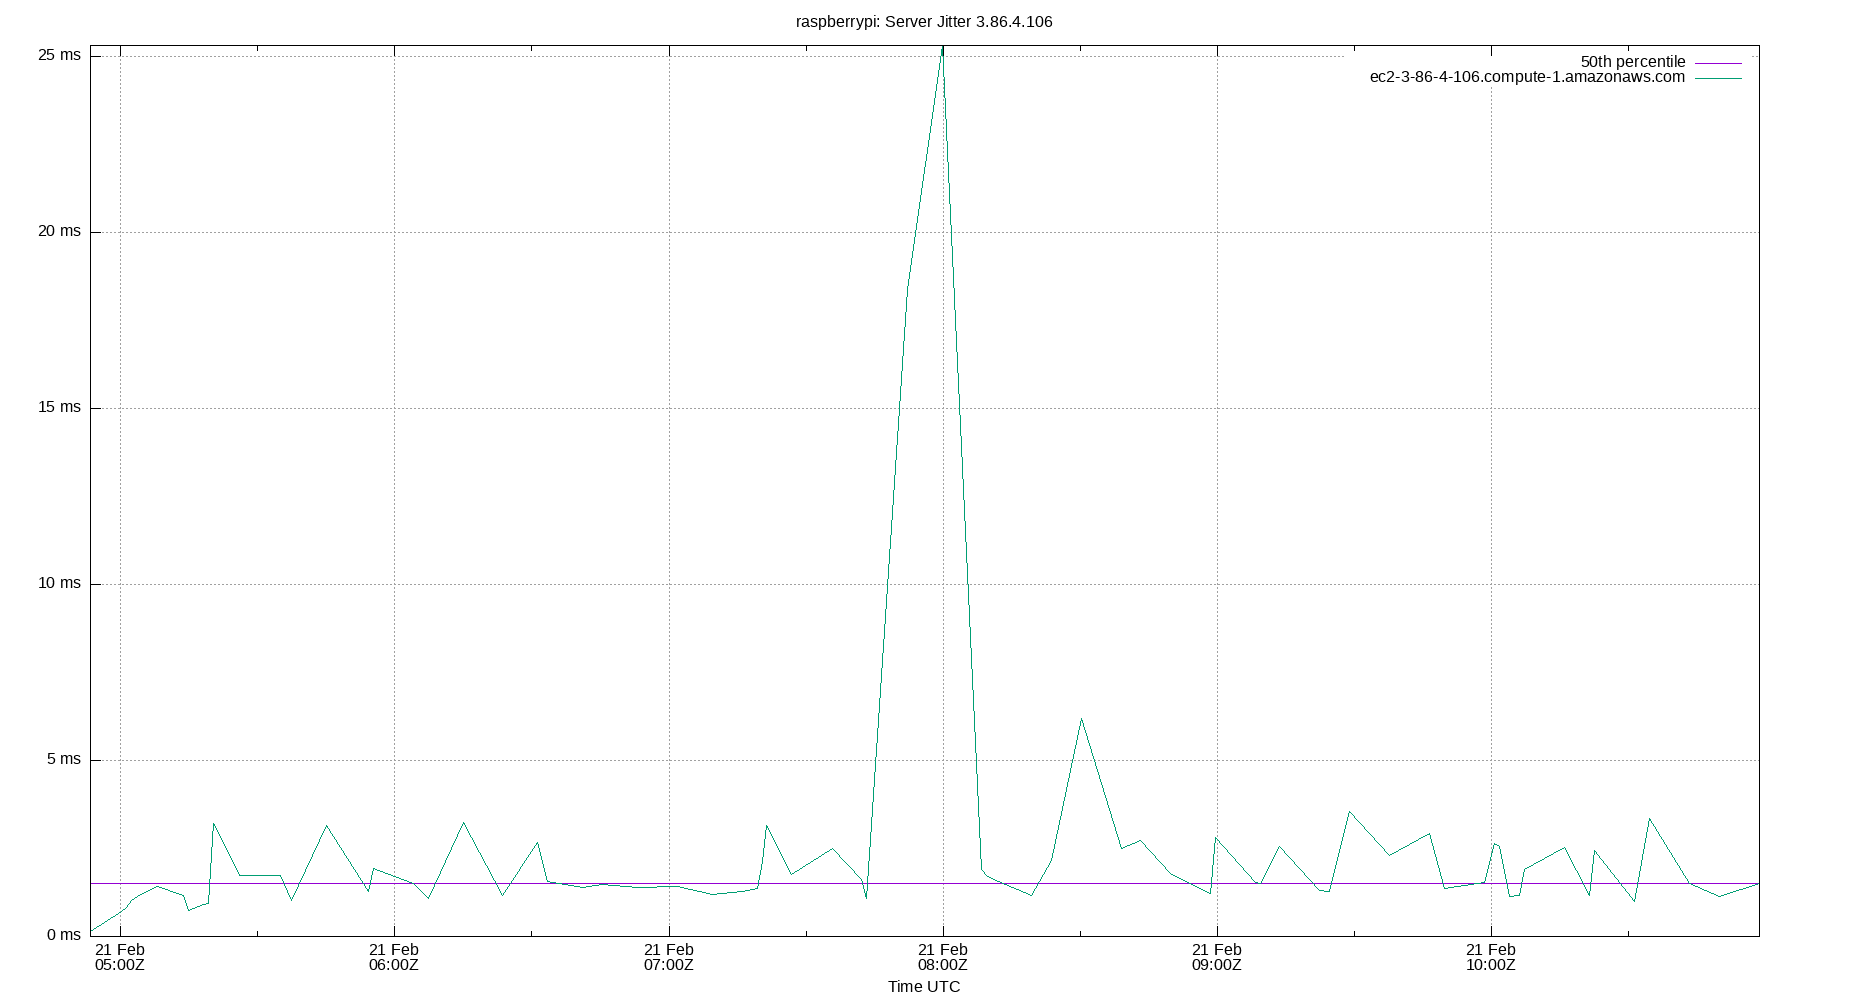 raspberrypi: Server Jitter 3.86.4.106
25 ms
20 ms
15 ms
10 ms
5 ms
0 ms
50th percentile
ec2-3-86-4-106.compute-1.amazonaws.com
21 Feb
05:00Z
21 Feb
06:00Z
21 Feb
07:00Z
21 Feb
08:00Z
21 Feb
09:00Z
21 Feb
10:00Z
Time UTC